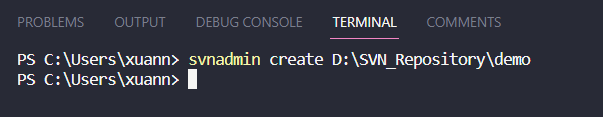 PROBLEMS OUTPUT DEBUG CONSOLE TERMINAL COMMENTS
PS C:\Users\xuann> svnadmin create D:\SVN_Repository\demo
PS C:\Users\xuann>